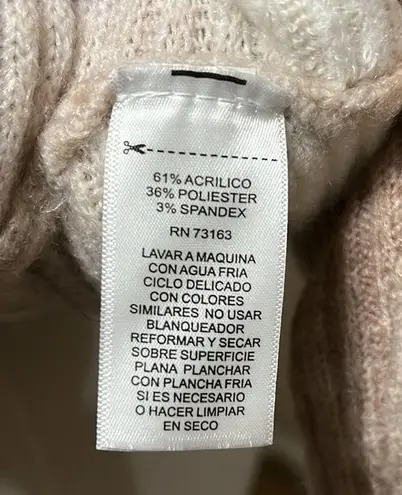 61% ACRILICO
36% POLIESTER
3% SPANDEX
RN 73163
LAVAR A MAQUINA
CON AGUA FRIA
CICLO DELICADO
CON COLORES
SIMILARES NO USAR
BLANQUEADOR
REFORMAR Y SECAR
SOBRE SUPERFICIE
PLANA PLANCHAR
CON PLANCHA FRIA
SI ES NECESARIO
O HACER LIMPIAR
EN SECO